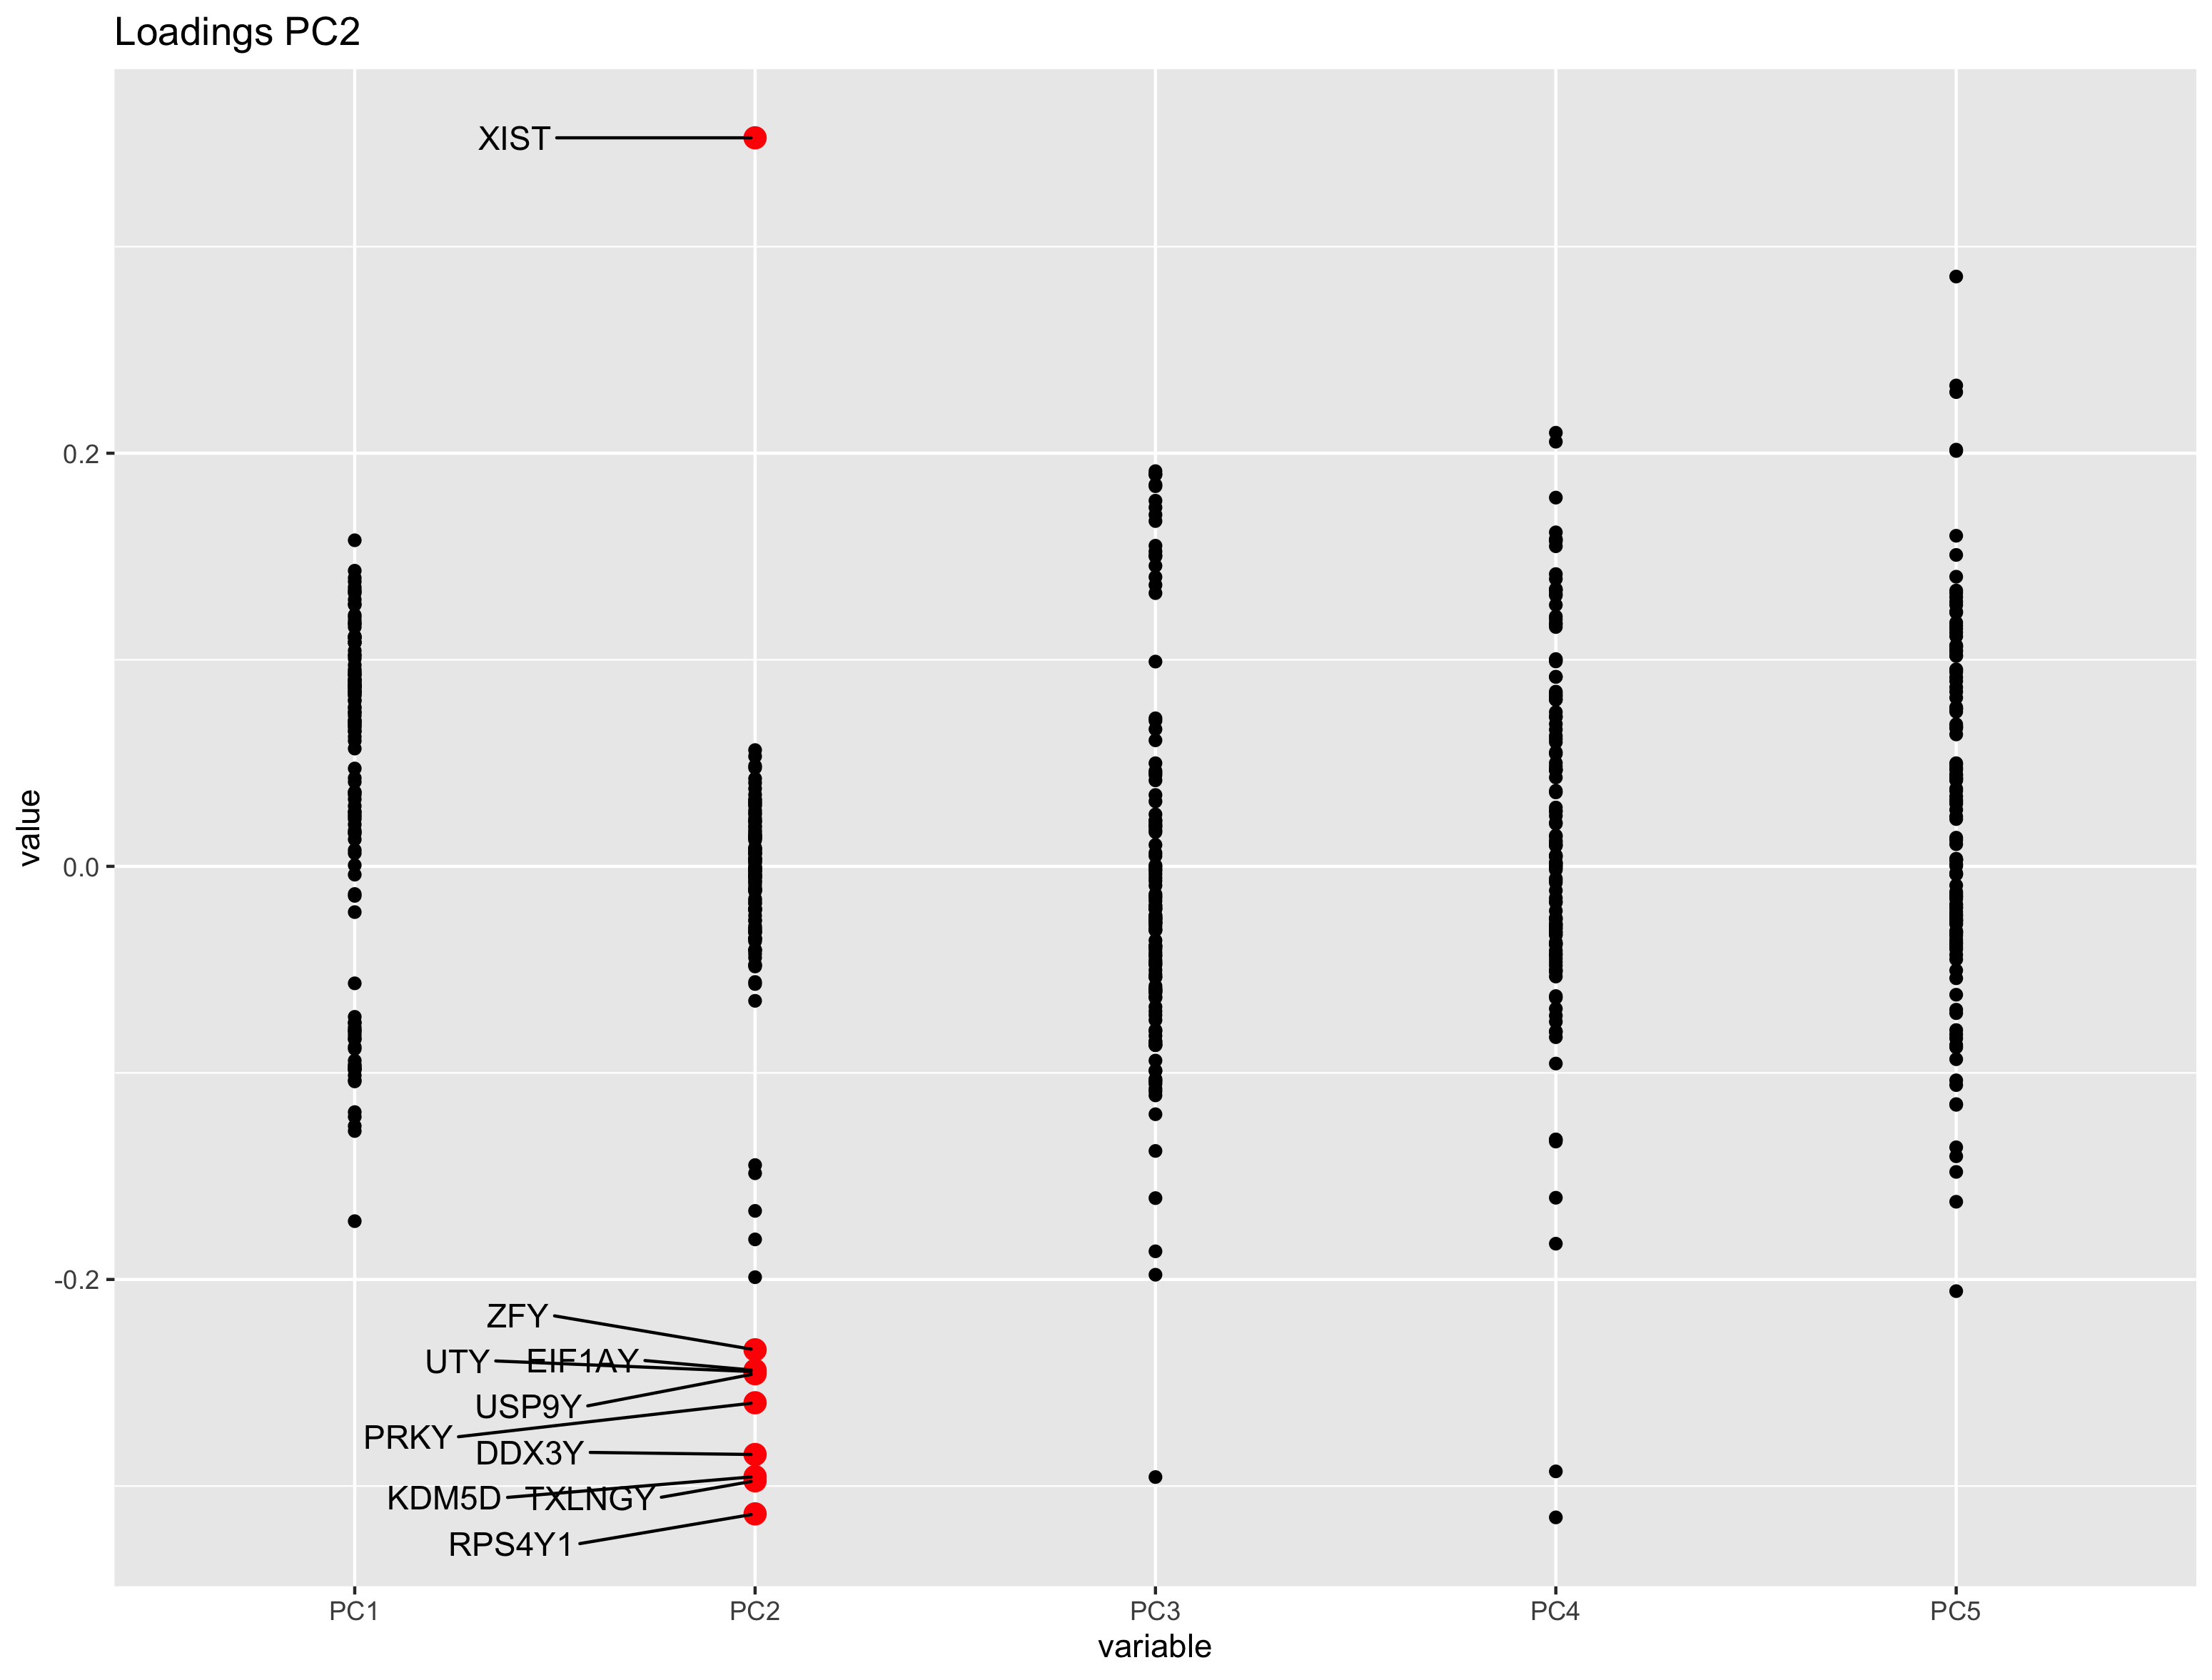 Loadings PC2
XIST
0.2
value
0.0
-0.2
ZFY
UTY EIF1AY
USP9Y
PRKY
DDX3Y
KDM5D TXLNGY
RPS4Y1
PC1 PC2 PC3 PC4 PC5
variable